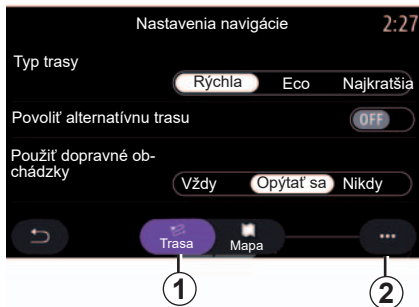 Nastavenia navigácie 2:27
Typ trasy
Rýchla Eco Najkratšia
Povoliť alternatívnu trasu OFF
Použiť dopravné ob-
chádzky
Vždy Opýtať sa Nikdy
Trasa Mapa
1 2